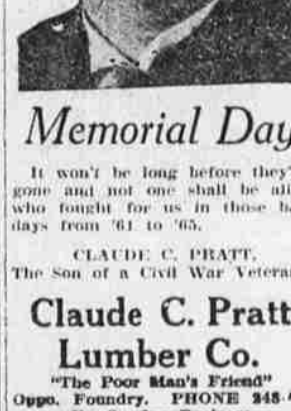 Memorial Day
It won't be long before they'
gone and not one shall be ali
who fought for us in those b
days from '61 to '65.
CLAUDE C. PRATT,
The Son of a Civil War Vetera
Claude C. Pratt
Lumber Co.
"The Poor Man's Friend"
Oppo. Foundry. PHONE 248